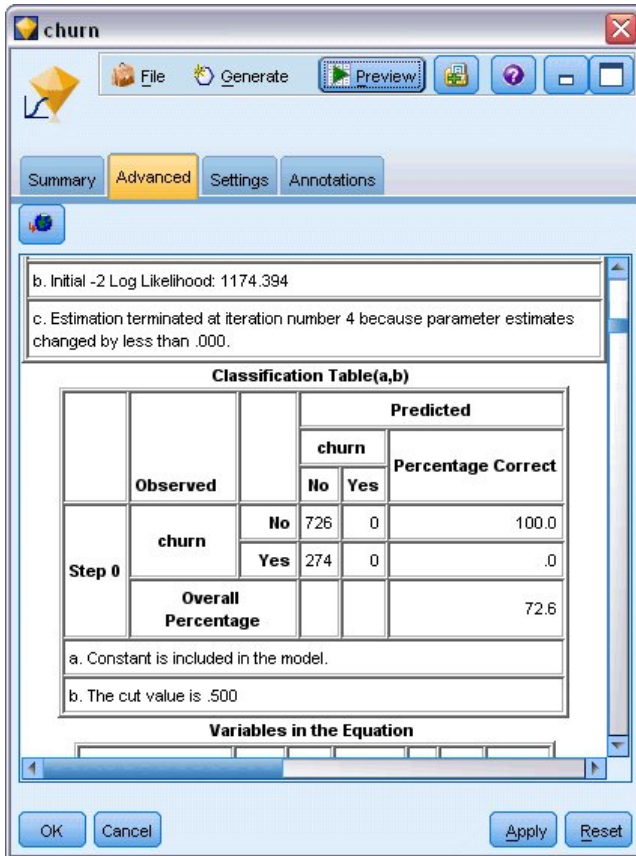 churn
File Generate Preview
Summary Advanced Settings Annotations
b. Initial -2 Log Likelihood: 1174.394
c. Estimation terminated at iteration number 4 because parameter estimates
changed by less than .000.
Classification Table(a,b)
Predicted
churn Percentage Correct
Observed No Yes
Step 0 churn No 726 0 100.0
Yes 274 0 .0
Overall Percentage 72.6
a. Constant is included in the model.
b. The cut value is .500
Variables in the Equation
OK Cancel Apply Reset